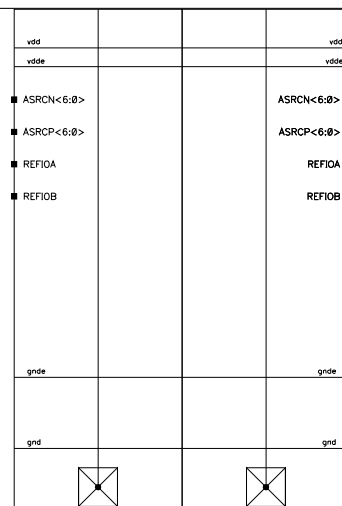 vdd vdd
vdde vdde
ASRCN<6:0> ASRCN<6:0>
ASRCP<6:0> ASRCP<6:0>
REFIOA REFIOA
REFIOB REFIOB
gnde gnde
gnd gnd